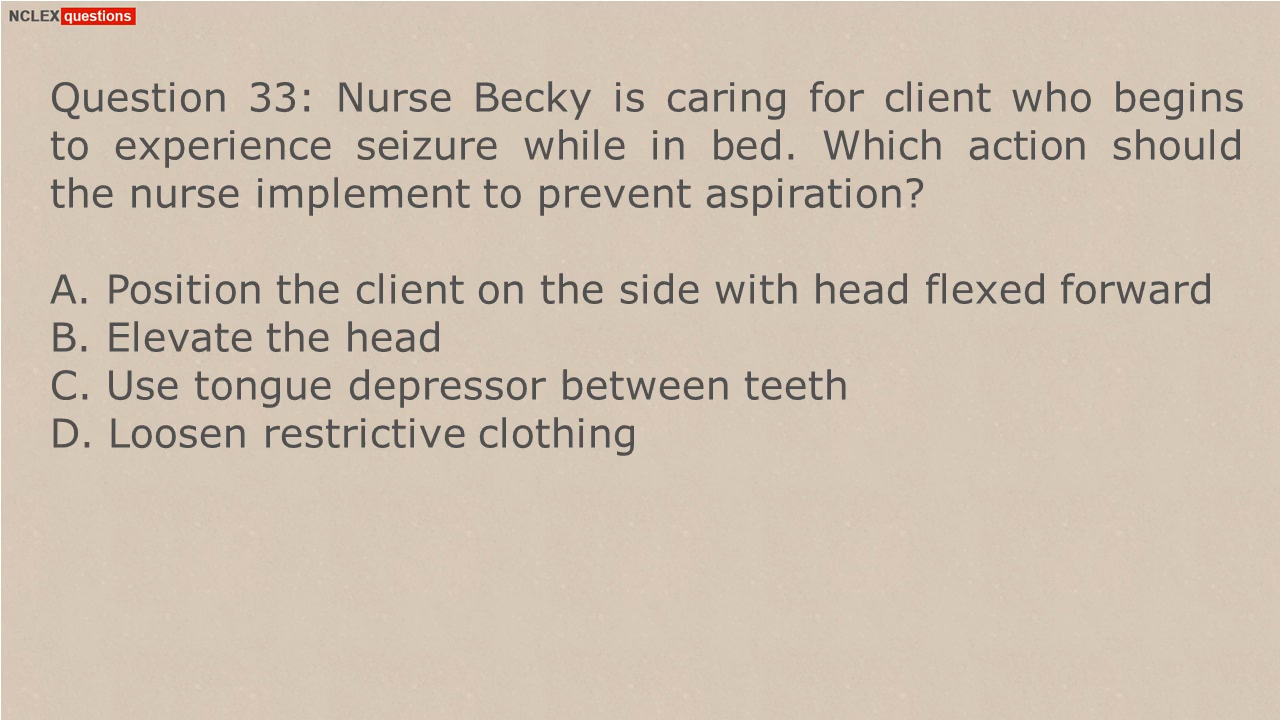 NCLEX questions
Question 33: Nurse Becky is caring for client who begins
to experience seizure while in bed. Which action should
the nurse implement to prevent aspiration?
A. Position the client on the side with head flexed forward
B. Elevate the head
C. Use tongue depressor between teeth
D. Loosen restrictive clothing